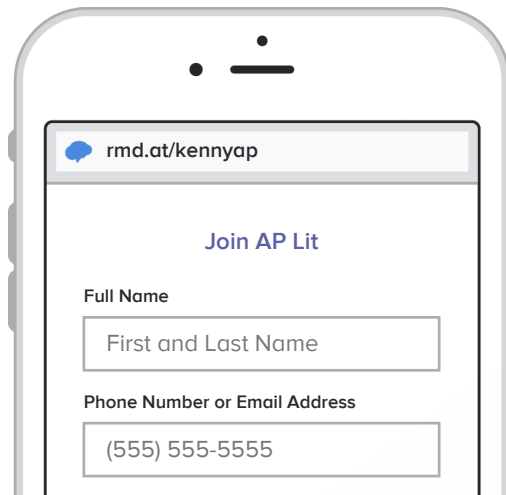 rmd.at/kennyap
Join AP Lit
Full Name
First and Last Name
Phone Number or Email Address
(555) 555-5555